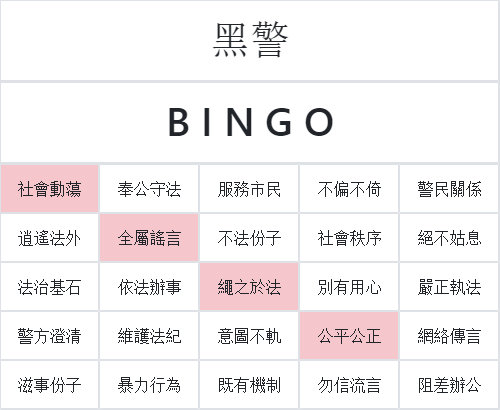 黑警
BINGO
社會動蕩 奉公守法 服務市民 不偏不倚 警民關係
逍遙法外 全屬謠言 不法份子 社會秩序 絕不姑息
法治基石 依法辦事 繩之於法 別有用心 嚴正執法
警方澄清 維護法紀 意圖不軌 公平公正 網絡傳言
滋事份子 暴力行為 既有機制 勿信流言 阻差辦公